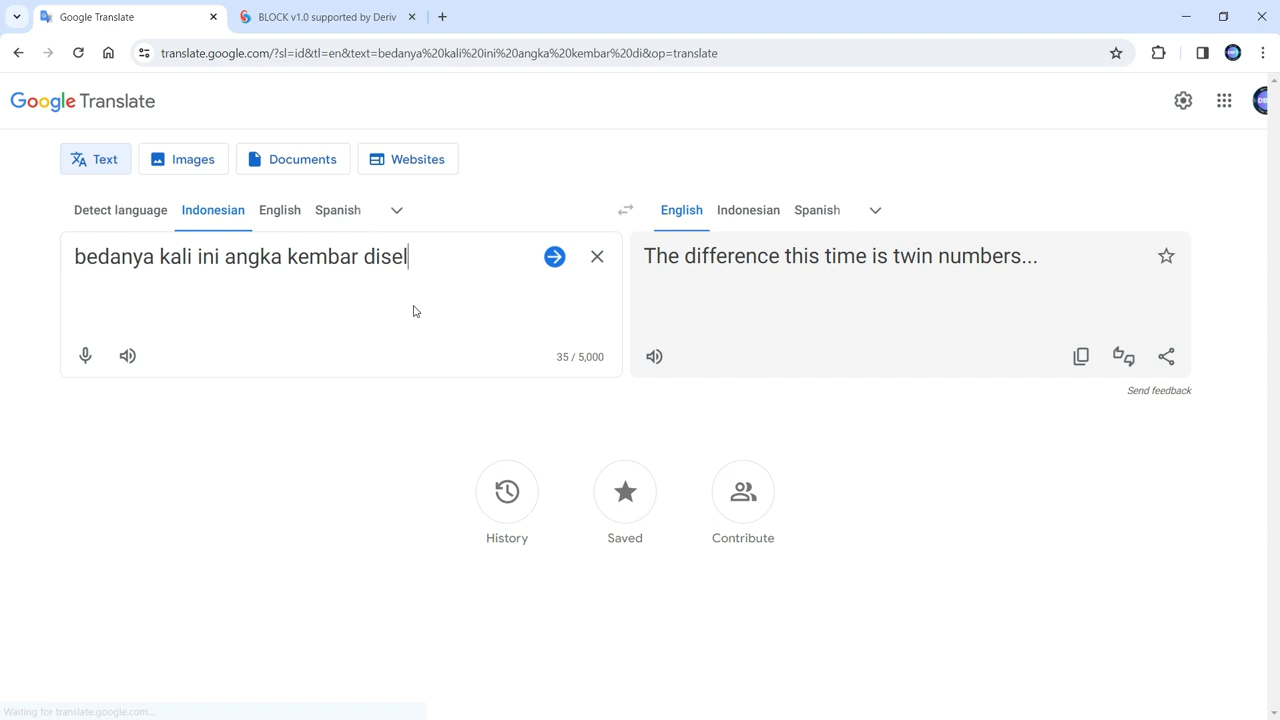 Google Translate
BLOCK v1.0 supported by Deriv
translate.google.com/?sl=id&tl=en&text=bedanya%20kali%20ini%20angka%20kembar%20di&op=translate
Google Translate
Text
Images
Documents
Websites
Detect language
Indonesian
English
Spanish
English
Indonesian
Spanish
bedanya kali ini angka kembar disel
The difference this time is twin numbers...
35 / 5,000
Send feedback
History
Saved
Contribute
Waiting for translate.google.com...